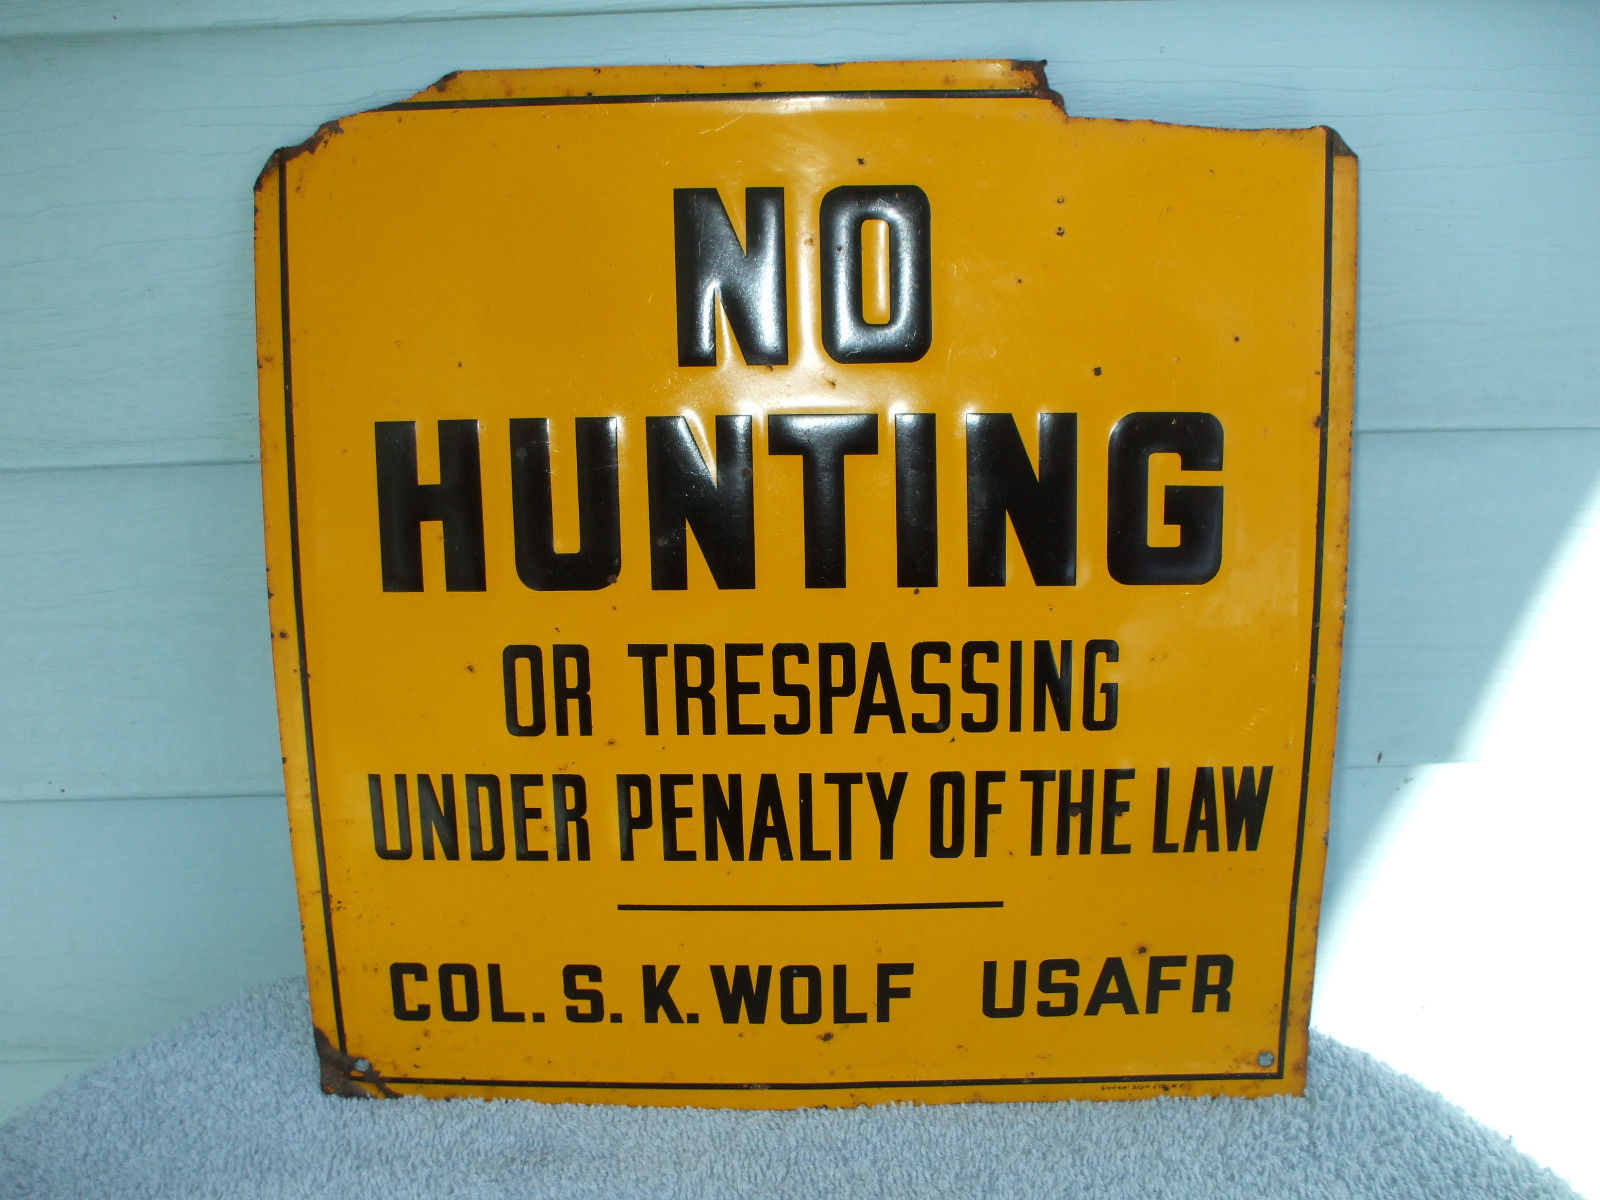 NO
HUNTING
OR TRESPASSING
UNDER PENALTY OF THE LAW
COL. S. K. WOLF USAFR